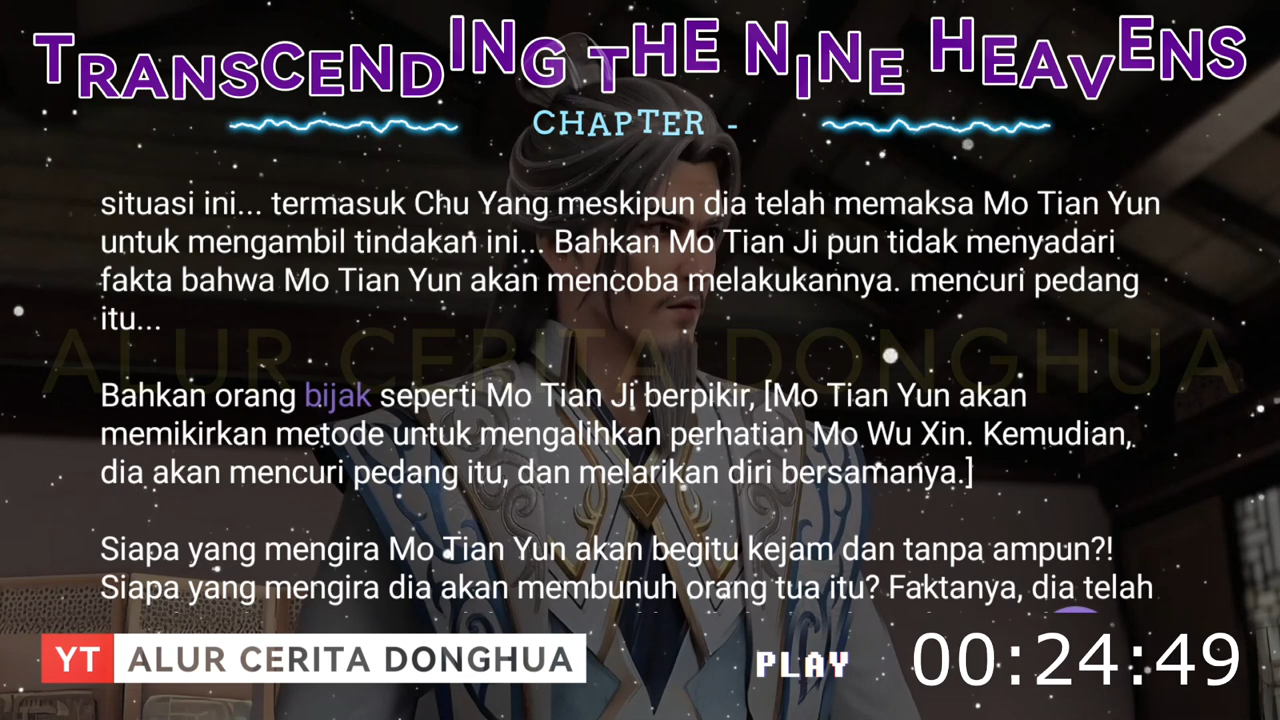 TRANSCENDING THE NINE HEAVENS
CHAPTER -
situasi ini... termasuk Chu Yang meskipun dia telah memaksa Mo Tian Yun
untuk mengambil tindakan ini... Bahkan Mo Tian Ji pun tidak menyadari
fakta bahwa Mo Tian Yun akan mencoba melakukannya. mencuri pedang
itu...
ALUR CERITA DONGHUA
Bahkan orang bijak seperti Mo Tian Ji berpikir, [Mo Tian Yun akan
memikirkan metode untuk mengalihkan perhatian Mo Wu Xin. Kemudian,
dia akan mencuri pedang itu, dan melarikan diri bersamanya.]
Siapa yang mengira Mo Tian Yun akan begitu kejam dan tanpa ampun?!
Siapa yang mengira dia akan membunuh orang tua itu? Faktanya, dia telah
YT ALUR CERITA DONGHUA
PLAY 00:24:49